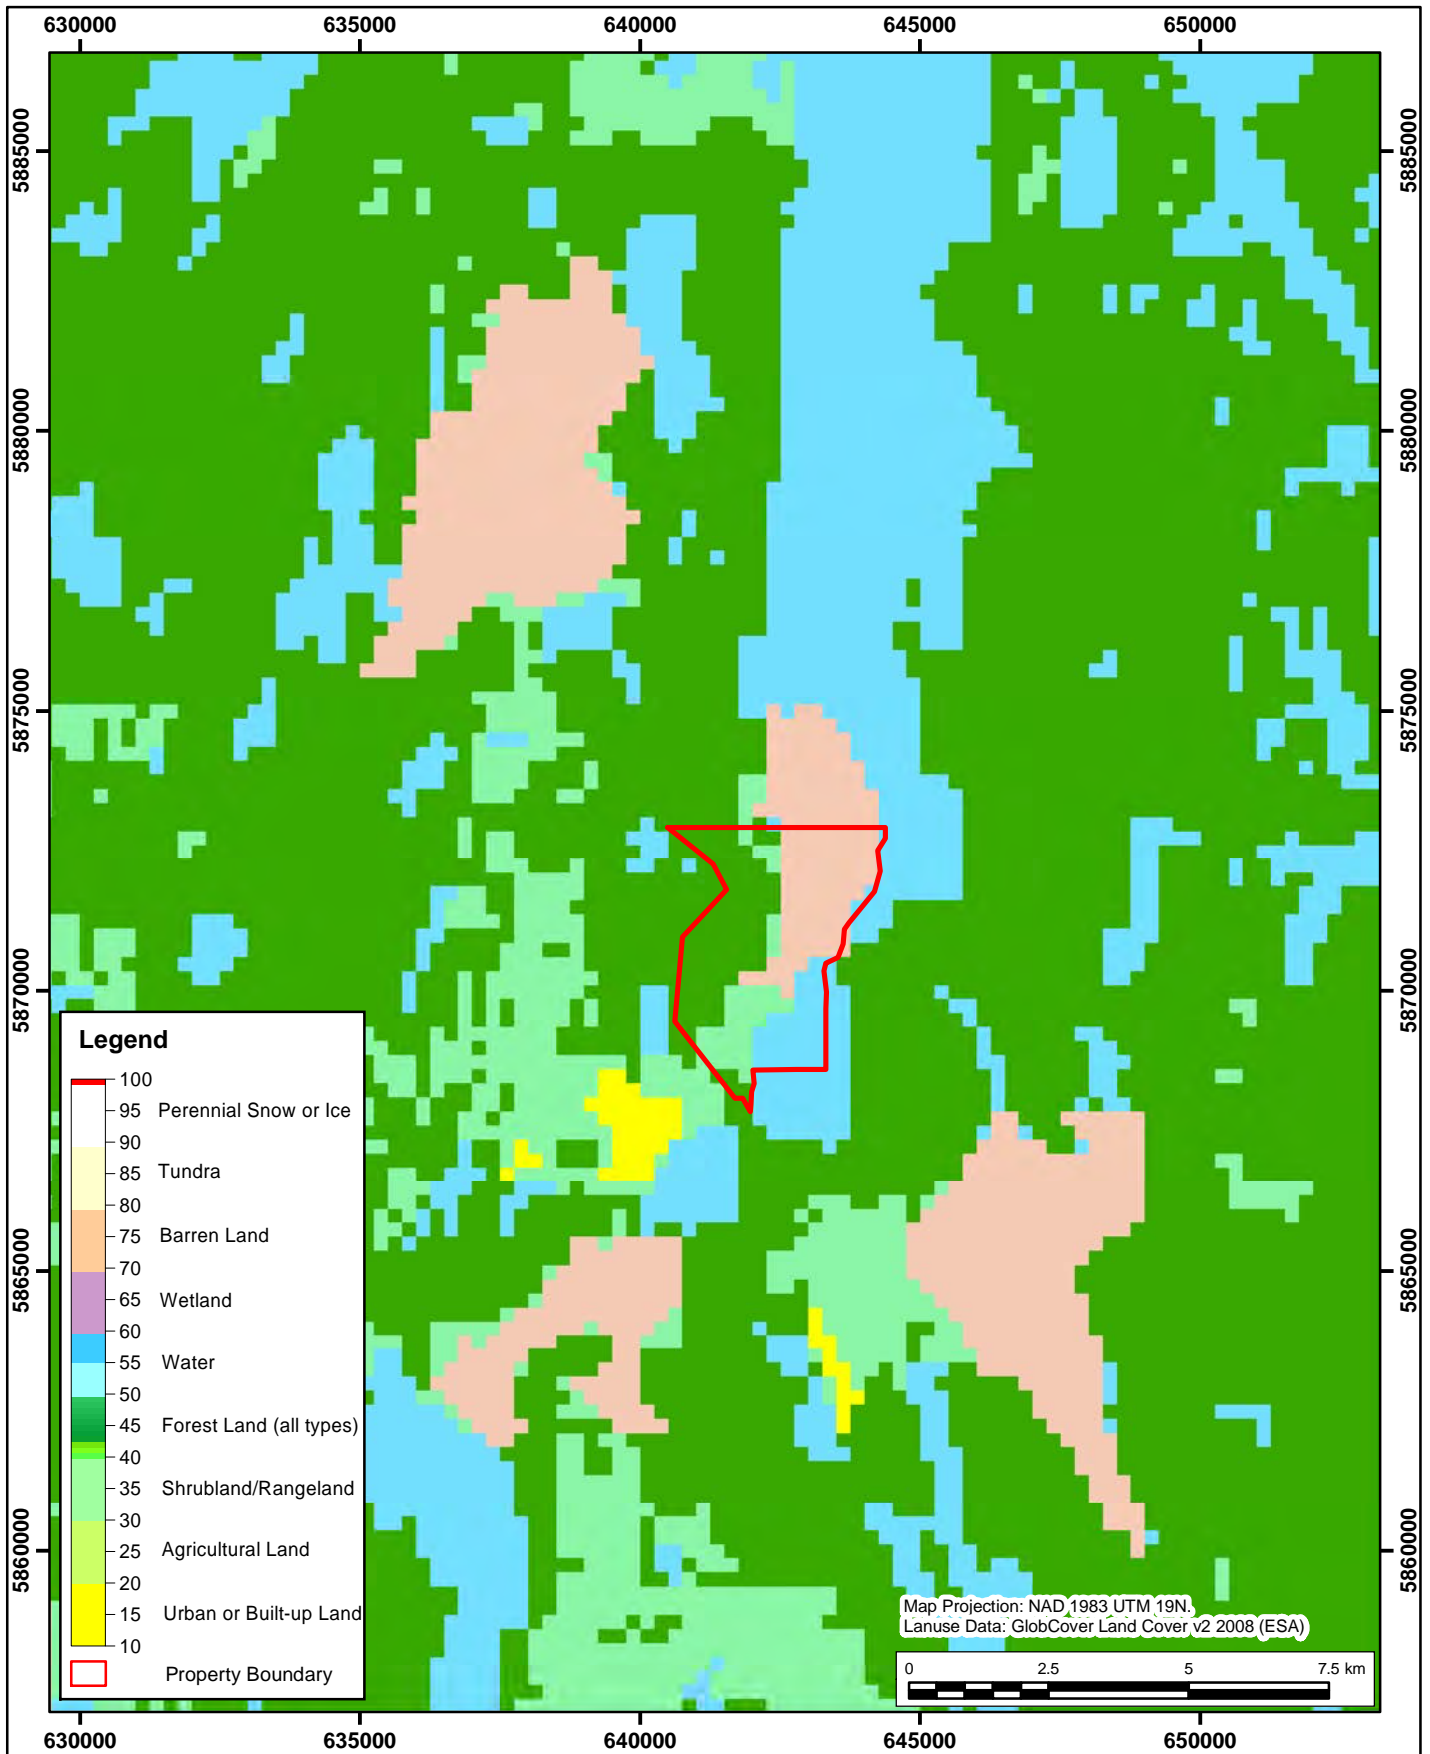 630000 635000 640000 645000 650000
5885000 5885000
5880000 5880000
5875000 5875000
5870000 5870000
5865000 5865000
5860000 5860000
Legend
100
95 Perennial Snow or Ice
90
85 Tundra
80
75 Barren Land
70
65 Wetland
60
55 Water
50
45 Forest Land (all types)
40
35 Shrubland/Rangeland
30
25 Agricultural Land
20
15 Urban or Built-up Land
10
Property Boundary
Map Projection: NAD 1983 UTM 19N.
Lanuse Data: GlobCover Land Cover v2 2008 (ESA)
0 2.5 5 7.5 km
630000 635000 640000 645000 650000